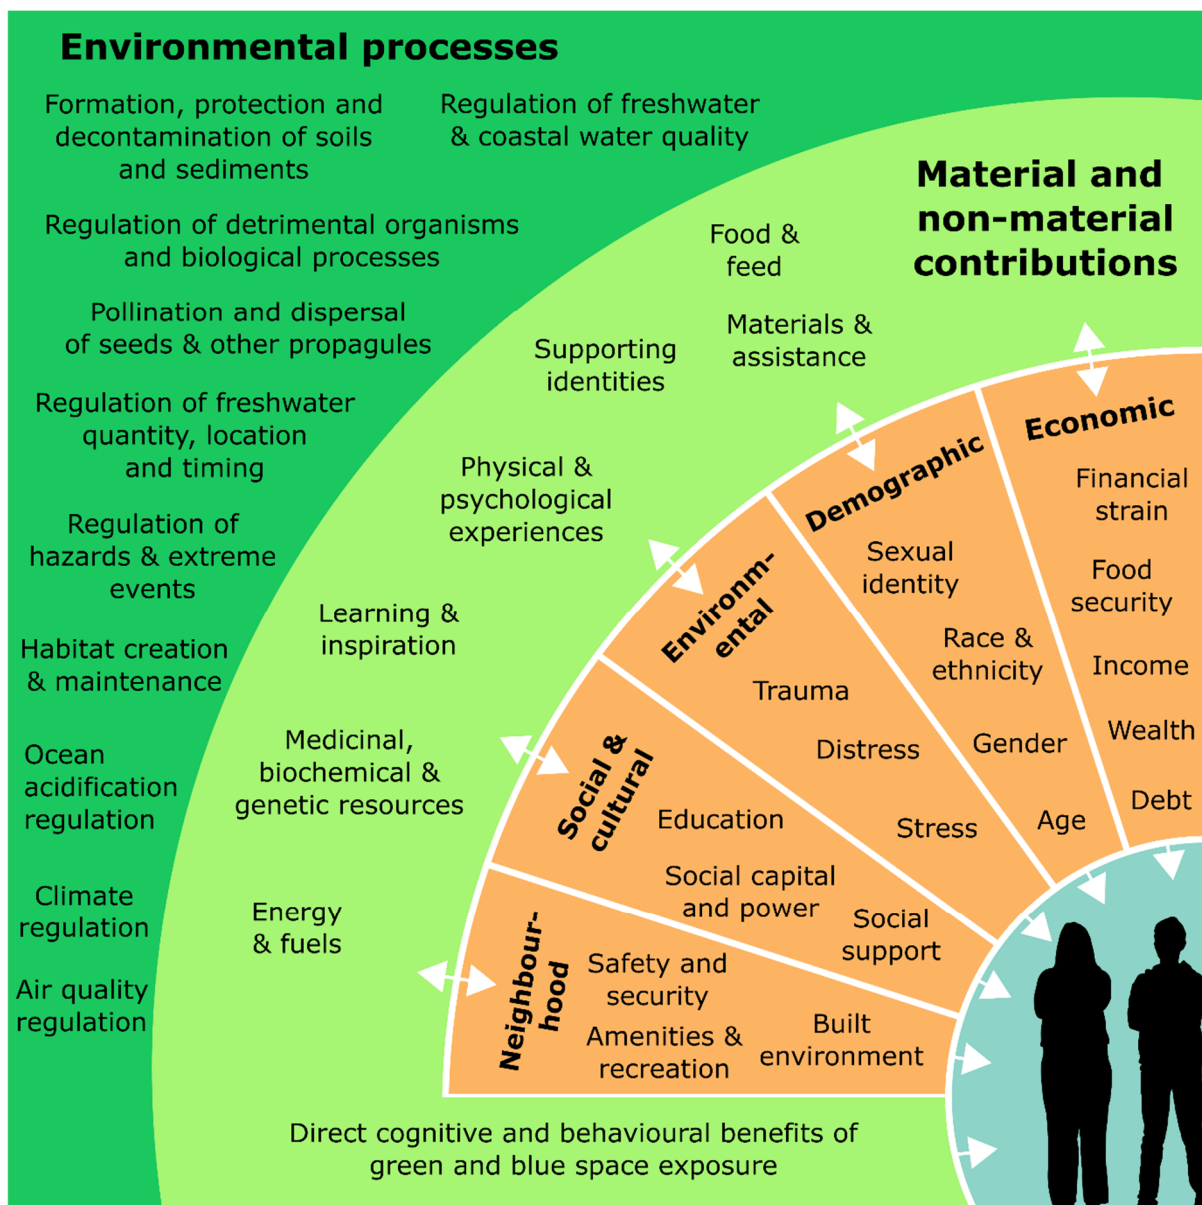 Environmental processes
Formation, protection and
decontamination of soils
and sediments
Regulation of freshwater
& coastal water quality
Regulation of detrimental organisms
and biological processes
Pollination and dispersal
of seeds & other propagules
Regulation of freshwater
quantity, location
and timing
Regulation of
hazards & extreme
events
Habitat creation
& maintenance
Ocean
acidification
regulation
Climate
regulation
Air quality
regulation
Material and
non-material
contributions
Food &
feed
Materials &
assistance
Supporting
identities
Physical &
psychological
experiences
Learning &
inspiration
Medicinal,
biochemical &
genetic resources
Energy
& fuels
Direct cognitive and behavioural benefits of
green and blue space exposure
Economic
Financial
strain
Food
security
Income
Wealth
Debt
Demographic
Sexual
identity
Race &
ethnicity
Gender
Age
Environm-
ental
Trauma
Distress
Stress
Social &
cultural
Education
Social capital
and power
Social
support
Neighbour-
hood
Safety and
security
Amenities &
recreation
Built
environment